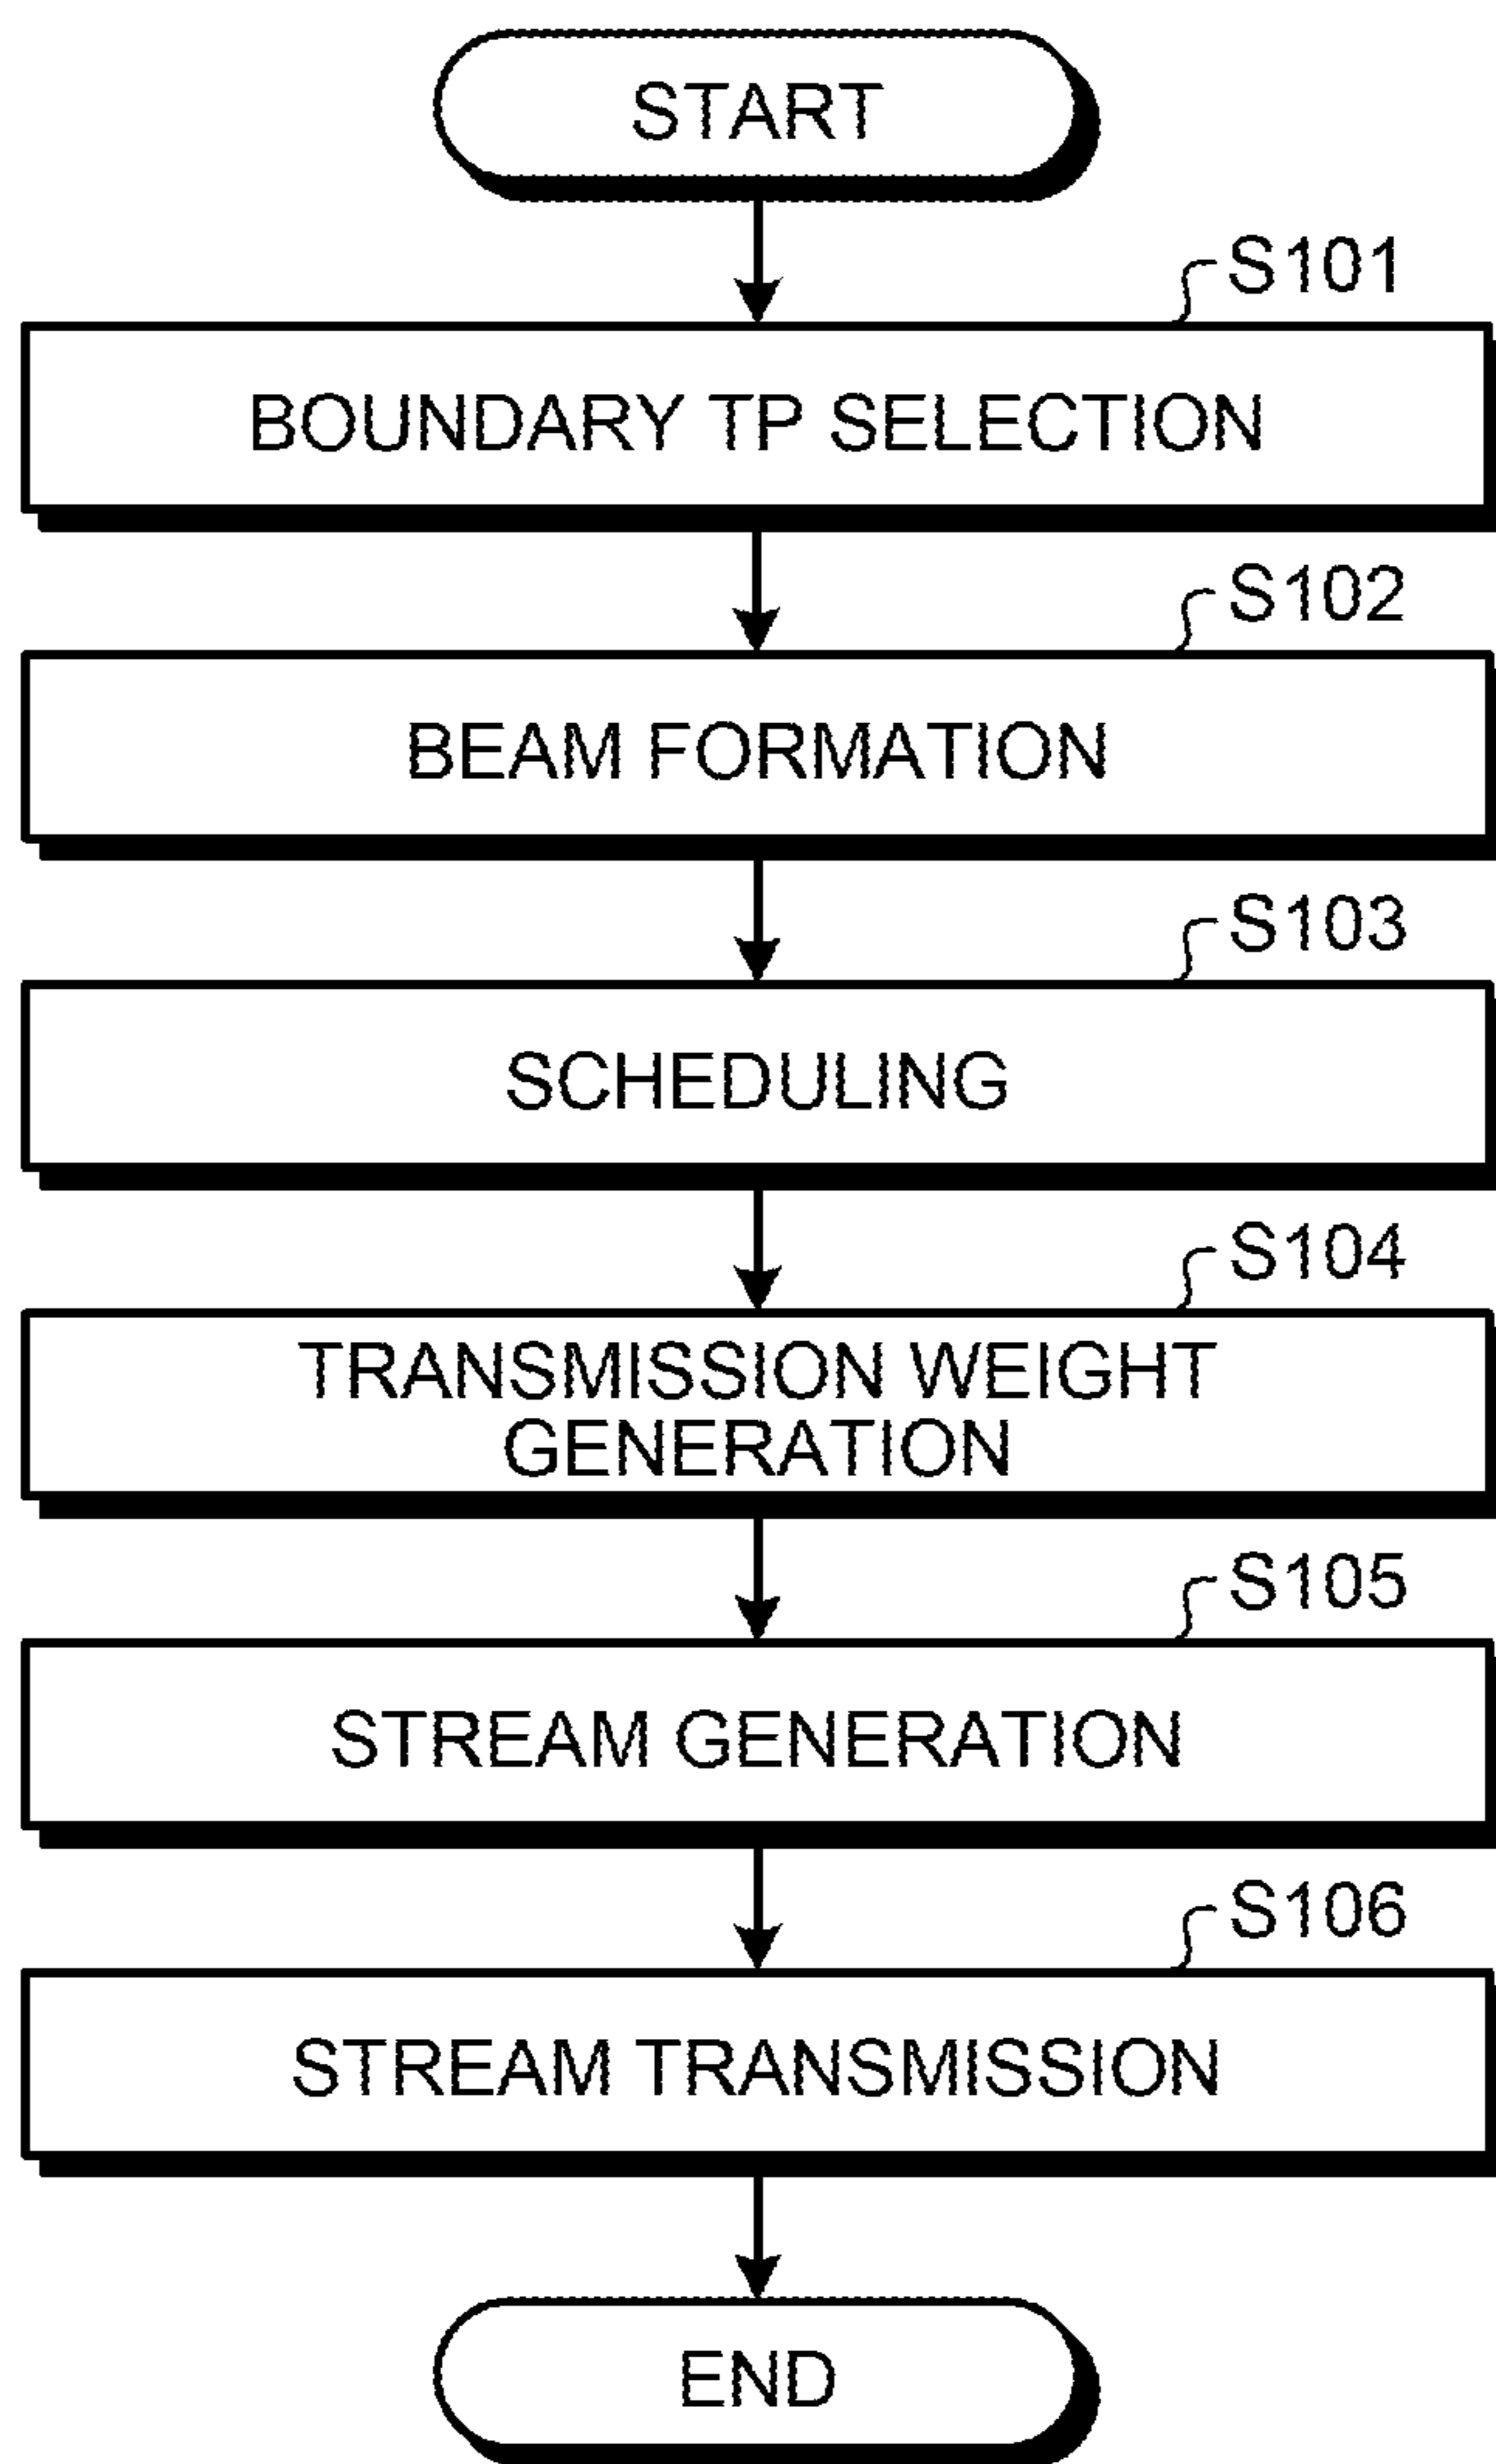 START
S101
BOUNDARY TP SELECTION
S102
BEAM FORMATION
S103
SCHEDULING
S104
TRANSMISSION WEIGHT
GENERATION
S105
STREAM GENERATION
S106
STREAM TRANSMISSION
END